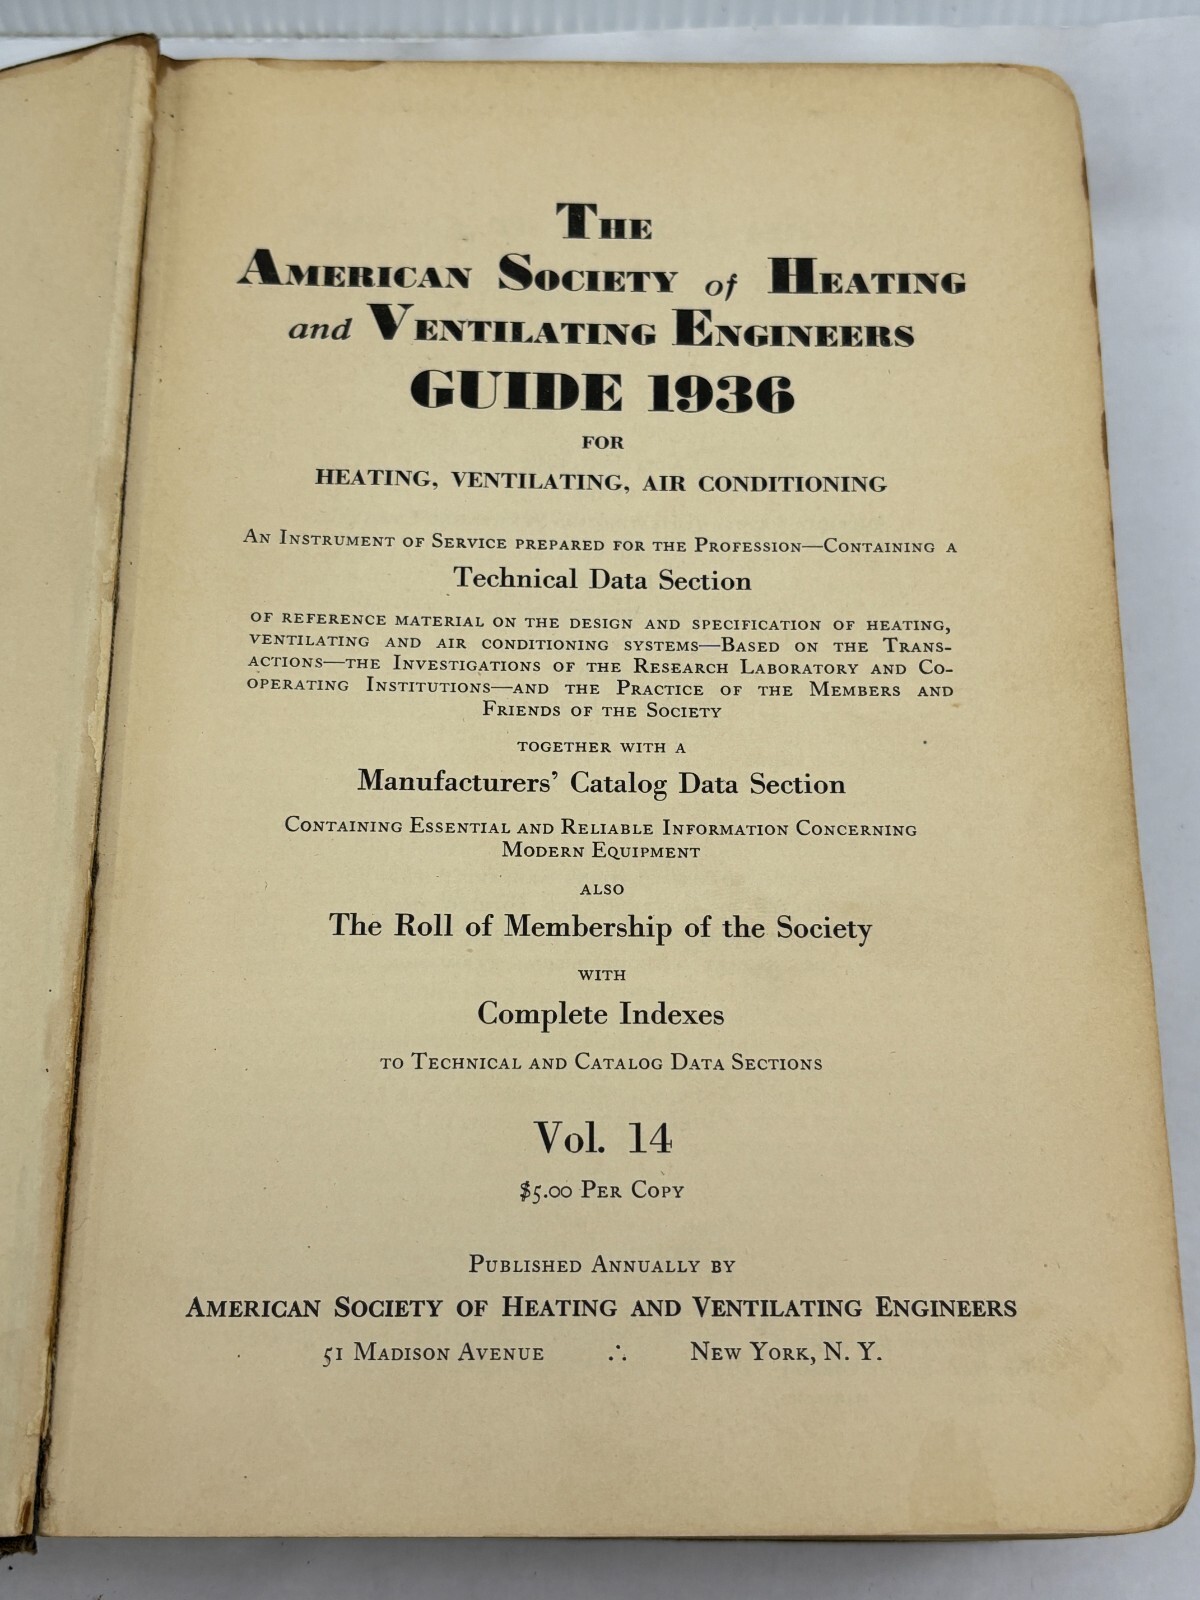 THE
AMERICAN SOCIETY of HEATING
and VENTILATING ENGINEERS
GUIDE 1936
FOR
HEATING, VENTILATING, AIR CONDITIONING
AN INSTRUMENT OF SERVICE PREPARED FOR THE PROFESSION—CONTAINING A
Technical Data Section
OF REFERENCE MATERIAL ON THE DESIGN AND SPECIFICATION OF HEATING,
VENTILATING AND AIR CONDITIONING SYSTEMS—BASED ON THE TRANS-
ACTIONS—THE INVESTIGATIONS OF THE RESEARCH LABORATORY AND CO-
OPERATING INSTITUTIONS—AND THE PRACTICE OF THE MEMBERS AND
FRIENDS OF THE SOCIETY
TOGETHER WITH A
Manufacturers' Catalog Data Section
CONTAINING ESSENTIAL AND RELIABLE INFORMATION CONCERNING
MODERN EQUIPMENT
ALSO
The Roll of Membership of the Society
WITH
Complete Indexes
TO TECHNICAL AND CATALOG DATA SECTIONS
Vol. 14
$5.00 PER COPY
PUBLISHED ANNUALLY BY
AMERICAN SOCIETY OF HEATING AND VENTILATING ENGINEERS
51 MADISON AVENUE ∴ NEW YORK, N. Y.